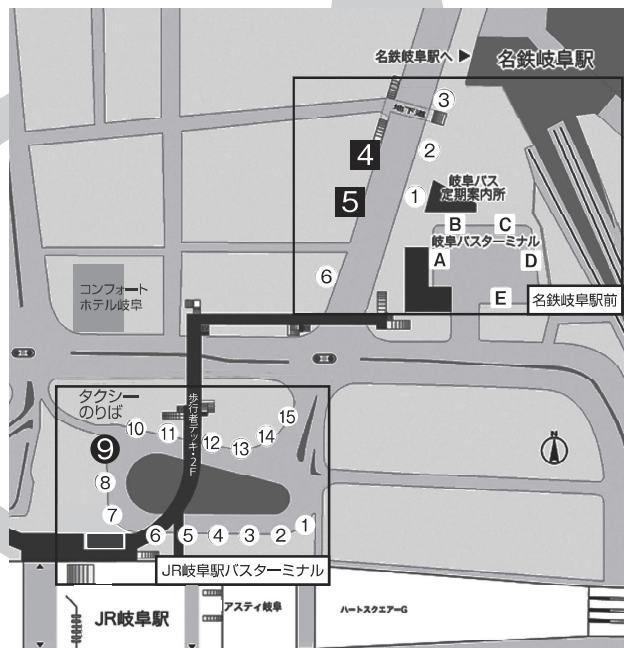 名鉄岐阜駅へ ▶
名鉄岐阜駅
3
地下道
4
2
5
1
岐阜バス
定期案内所
B
C
岐阜バスターミナル
A
D
6
E
名鉄岐阜駅前
コンフォート
ホテル岐阜
タクシー
のりば
歩行者デッキ・2F
15
10
11
12
13
14
N
9
8
7
6
5
4
3
2
1
JR岐阜駅バスターミナル
JR岐阜駅
アスティ岐阜
ハートスクエアーG